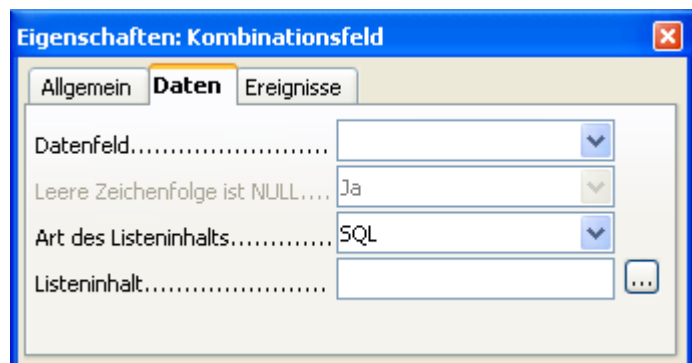 Eigenschaften: Kombinationsfeld
Allgemein Daten Ereignisse
Datenfeld........................
Leere Zeichenfolge ist NULL.... Ja
Art des Listeninhalts............ SQL
Listeninhalt...................... ...